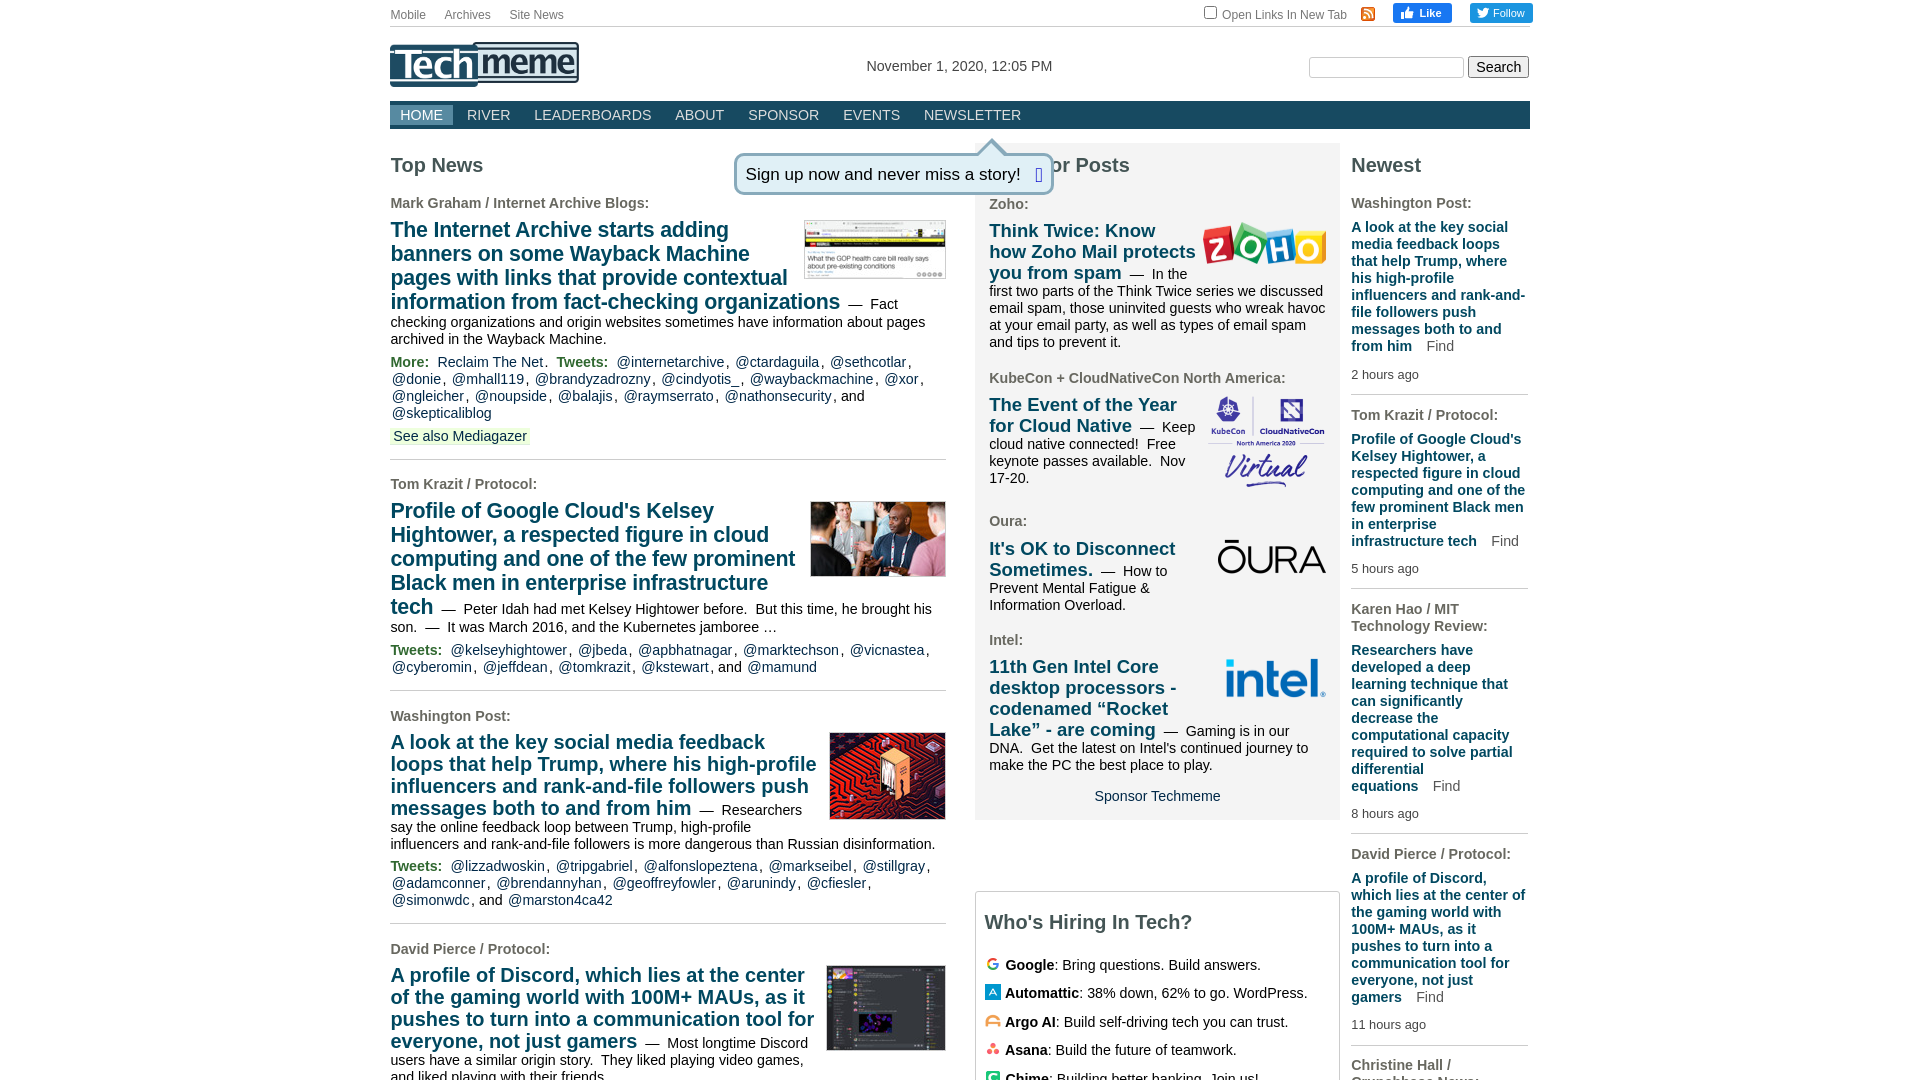 Mobile Archives Site News
Open Links In New Tab Like Follow
Techmeme
November 1, 2020, 12:05 PM
Search
HOME RIVER LEADERBOARDS ABOUT SPONSOR EVENTS NEWSLETTER
Sign up now and never miss a story!
Top News
Mark Graham / Internet Archive Blogs:
The Internet Archive starts adding
banners on some Wayback Machine
pages with links that provide contextual
information from fact-checking organizations — Fact
checking organizations and origin websites sometimes have information about pages
archived in the Wayback Machine.
What the GOP health care bill really says
about pre-existing conditions
More: Reclaim The Net. Tweets: @internetarchive, @ctardaguila, @sethcotlar,
@donie, @mhall119, @brandyzadrozny, @cindyotis_, @waybackmachine, @xor,
@ngleicher, @noupside, @balajis, @raymserrato, @nathonsecurity, and
@skepticaliblog
See also Mediagazer
Tom Krazit / Protocol:
Profile of Google Cloud's Kelsey
Hightower, a respected figure in cloud
computing and one of the few prominent
Black men in enterprise infrastructure
tech — Peter Idah had met Kelsey Hightower before. But this time, he brought his
son. — It was March 2016, and the Kubernetes jamboree …
Tweets: @kelseyhightower, @jbeda, @apbhatnagar, @marktechson, @vicnastea,
@cyberomin, @jeffdean, @tomkrazit, @kstewart, and @mamund
Washington Post:
A look at the key social media feedback
loops that help Trump, where his high-profile
influencers and rank-and-file followers push
messages both to and from him — Researchers
say the online feedback loop between Trump, high-profile
influencers and rank-and-file followers is more dangerous than Russian disinformation.
Tweets: @lizzadwoskin, @tripgabriel, @alfonslopeztena, @markseibel, @stillgray,
@adamconner, @brendannyhan, @geoffreyfowler, @arunindy, @cfiesler,
@simonwdc, and @marston4ca42
David Pierce / Protocol:
A profile of Discord, which lies at the center
of the gaming world with 100M+ MAUs, as it
pushes to turn into a communication tool for
everyone, not just gamers — Most longtime Discord
users have a similar origin story. They liked playing video games,
and liked playing with their friends
or Posts
Zoho:
Think Twice: Know
how Zoho Mail protects
you from spam — In the
first two parts of the Think Twice series we discussed
email spam, those uninvited guests who wreak havoc
at your email party, as well as types of email spam
and tips to prevent it.
ZOHO
KubeCon + CloudNativeCon North America:
The Event of the Year
for Cloud Native — Keep
cloud native connected! Free
keynote passes available. Nov
17-20.
KubeCon CloudNativeCon
North America 2020
Virtual
Oura:
It's OK to Disconnect
Sometimes. — How to
Prevent Mental Fatigue &
Information Overload.
ŌURA
Intel:
11th Gen Intel Core
desktop processors -
codenamed “Rocket
Lake” - are coming — Gaming is in our
DNA. Get the latest on Intel's continued journey to
make the PC the best place to play.
intel®
Sponsor Techmeme
Who's Hiring In Tech?
Google: Bring questions. Build answers.
Automattic: 38% down, 62% to go. WordPress.
Argo AI: Build self-driving tech you can trust.
Asana: Build the future of teamwork.
Chime: Building better banking. Join us!
Newest
Washington Post:
A look at the key social
media feedback loops
that help Trump, where
his high-profile
influencers and rank-and-
file followers push
messages both to and
from him Find
2 hours ago
Tom Krazit / Protocol:
Profile of Google Cloud's
Kelsey Hightower, a
respected figure in cloud
computing and one of the
few prominent Black men
in enterprise
infrastructure tech Find
5 hours ago
Karen Hao / MIT
Technology Review:
Researchers have
developed a deep
learning technique that
can significantly
decrease the
computational capacity
required to solve partial
differential
equations Find
8 hours ago
David Pierce / Protocol:
A profile of Discord,
which lies at the center of
the gaming world with
100M+ MAUs, as it
pushes to turn into a
communication tool for
everyone, not just
gamers Find
11 hours ago
Christine Hall /
Crunchbase News: